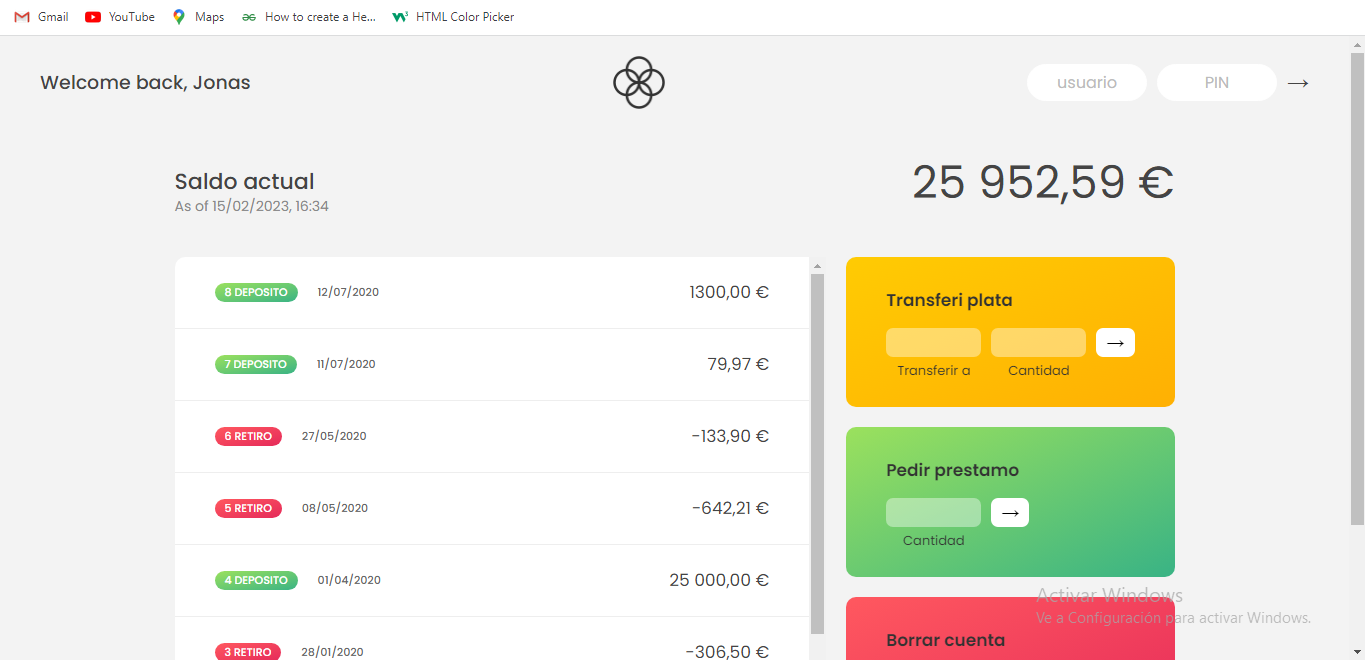 Gmail YouTube Maps How to create a He... HTML Color Picker
Welcome back, Jonas
usuario PIN →
Saldo actual
25 952,59 €
As of 15/02/2023, 16:34
8 DEPOSITO 12/07/2020 1300,00 €
7 DEPOSITO 11/07/2020 79,97 €
6 RETIRO 27/05/2020 -133,90 €
5 RETIRO 08/05/2020 -642,21 €
4 DEPOSITO 01/04/2020 25 000,00 €
3 RETIRO 28/01/2020 -306,50 €
Transferi plata
→
Transferir a Cantidad
Pedir prestamo
→
Cantidad
Borrar cuenta
Activar Windows
Ve a Configuración para activar Windows.